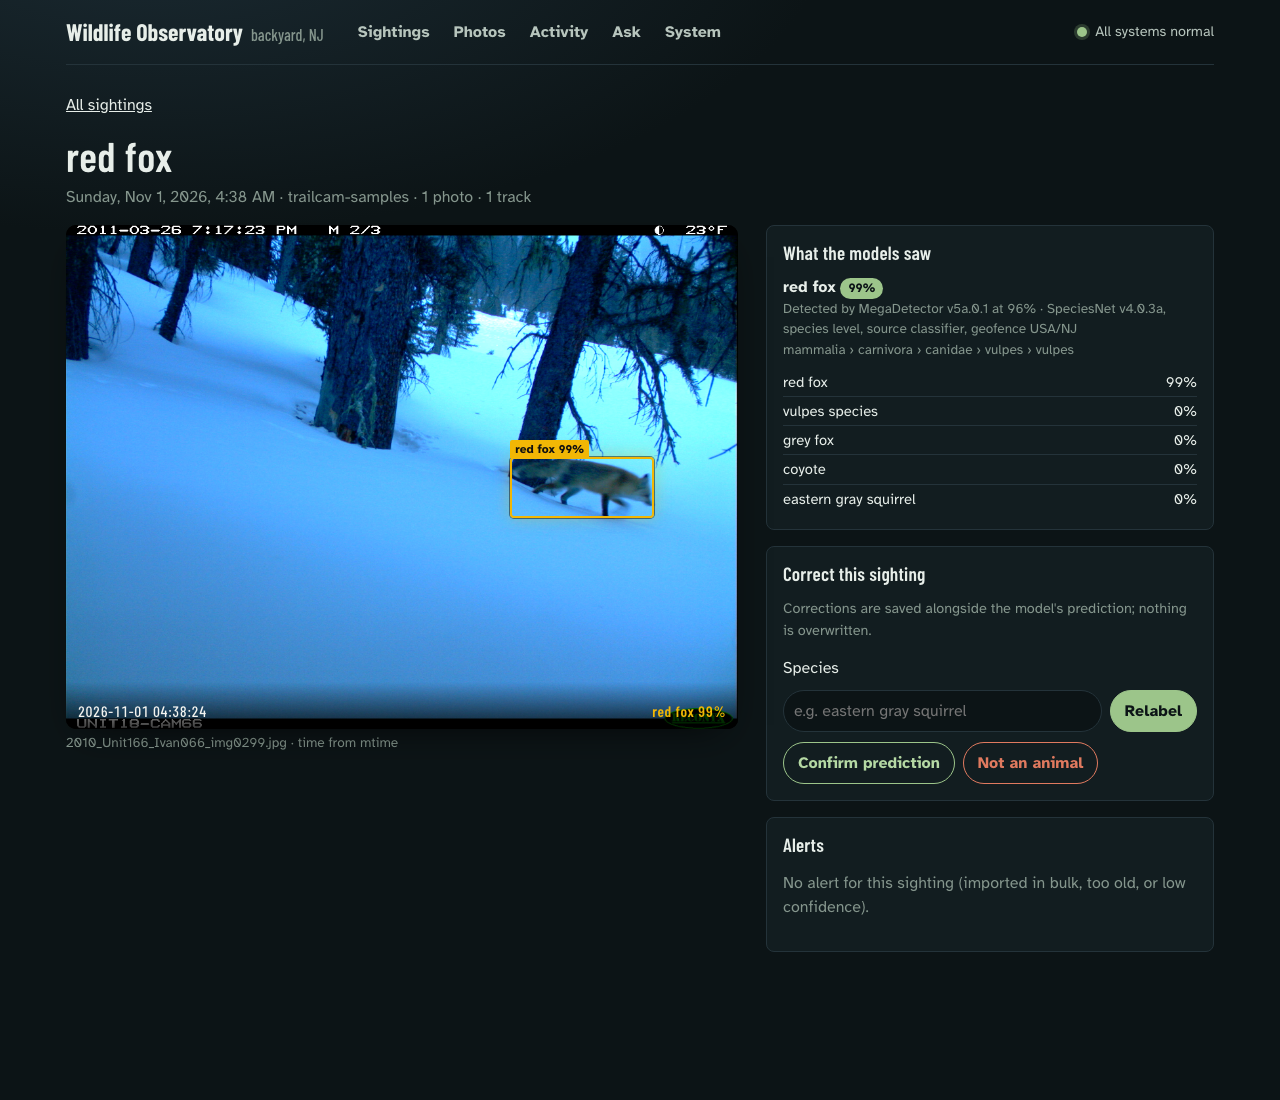 Wildlife Observatory backyard, NJ Sightings Photos Activity Ask System All systems normal
All sightings
red fox
Sunday, Nov 1, 2026, 4:38 AM · trailcam-samples · 1 photo · 1 track
2011-03-26 7:17:23 PM M 2/3 23°F
red fox 99%
2026-11-01 04:38:24 red fox 99%
UNIT18-CAM66
2010_Unit166_Ivan066_img0299.jpg · time from mtime
What the models saw
red fox 99%
Detected by MegaDetector v5a.0.1 at 96% · SpeciesNet v4.0.3a,
species level, source classifier, geofence USA/NJ
mammalia › carnivora › canidae › vulpes › vulpes
red fox 99%
vulpes species 0%
grey fox 0%
coyote 0%
eastern gray squirrel 0%
Correct this sighting
Corrections are saved alongside the model's prediction; nothing
is overwritten.
Species
e.g. eastern gray squirrel Relabel
Confirm prediction Not an animal
Alerts
No alert for this sighting (imported in bulk, too old, or low
confidence).